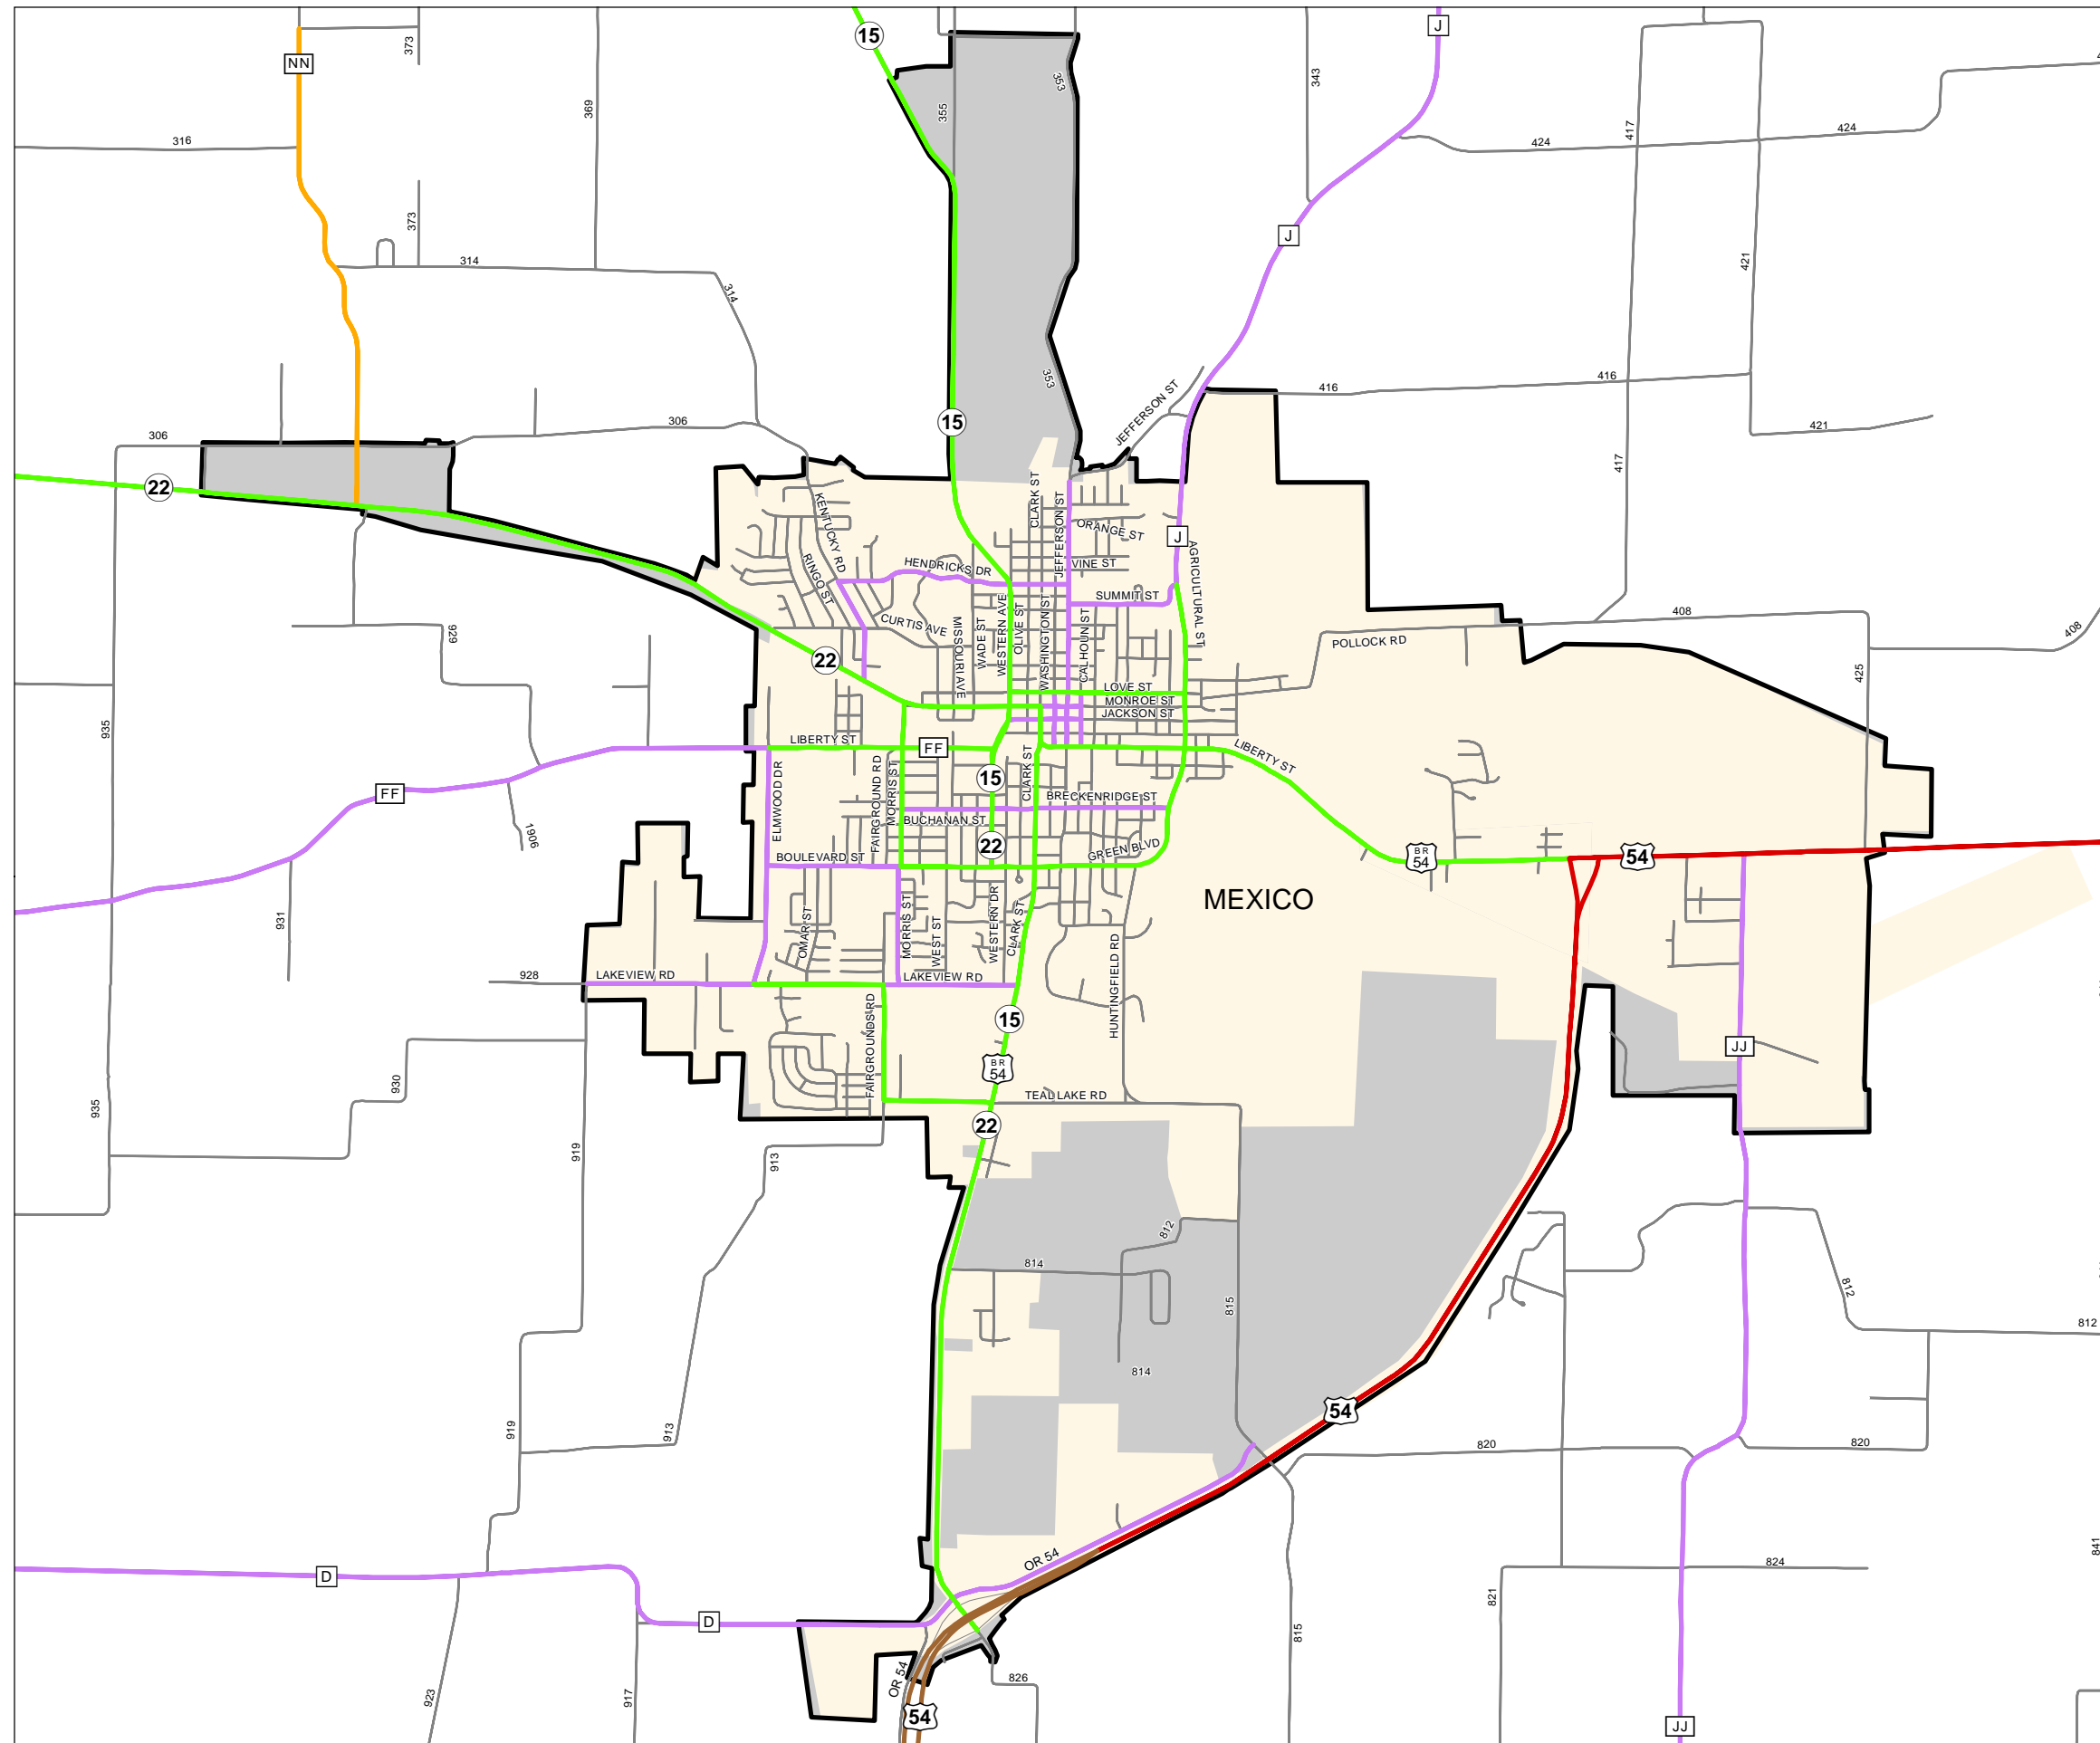 15
J
NN
373
369
355
353
343
417
424
424
316
373
J
421
314
314
353
416
416
15
JEFFERSON ST
306
306
421
417
22
CLARK ST
KENTUCKY RD
JEFFERSON ST
ORANGE ST
J
AGRICULTURAL ST
HENDRICKS DR
VINE ST
RINGO ST
SUMMIT ST
WESTERN AVE
OLIVE ST
WASHINGTON ST
CALHOUN ST
408
408
929
CURTIS AVE
MISSOURI AVE
WADE ST
POLLOCK RD
22
425
LOVE ST
MONROE ST
JACKSON ST
935
LIBERTY ST
FF
LIBERTY ST
15
CLARK ST
ELMWOOD DR
FAIRGROUND RD
MORRIS ST
FF
BRECKENRIDGE ST
BUCHANAN ST
1906
22
GREEN BLVD
BOULEVARD ST
BR 54
54
MEXICO
931
OMAR ST
MORRIS ST
WEST ST
WESTERN DR
CLARK ST
HUNTINGFIELD RD
928
LAKEVIEW RD
LAKEVIEW RD
15
FAIRGROUNDS RD
JJ
BR 54
930
TEAL LAKE RD
935
22
919
913
812
814
815
812
812
814
54
919
913
820
820
841
OR 54
824
D
821
D
815
OR 54
826
923
917
54
JJ